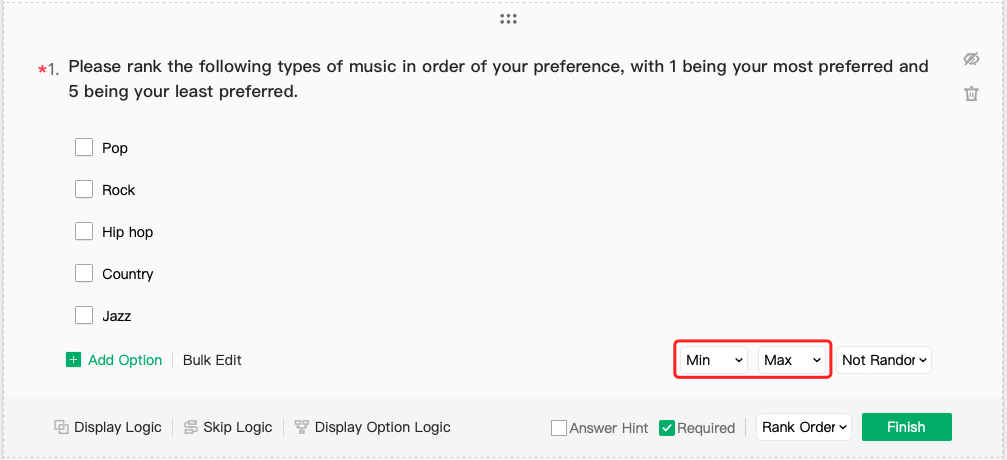 *1. Please rank the following types of music in order of your preference, with 1 being your most preferred and
5 being your least preferred.
Pop
Rock
Hip hop
Country
Jazz
Add Option Bulk Edit Min Max Not Randor
Display Logic Skip Logic Display Option Logic Answer Hint Required Rank Order Finish